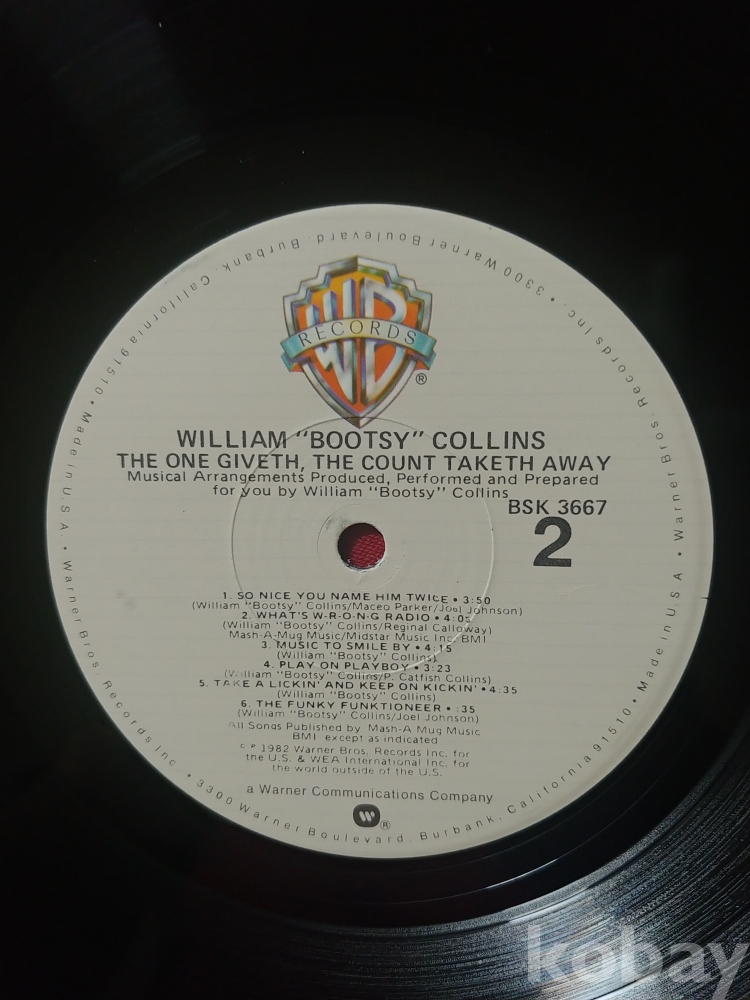 WB
RECORDS
®
WILLIAM "BOOTSY" COLLINS
THE ONE GIVETH, THE COUNT TAKETH AWAY
Musical Arrangements Produced, Performed and Prepared
for you by William "Bootsy" Collins
BSK 3667
2
1. SO NICE YOU NAME HIM TWICE • 3:50
(William "Bootsy" Collins/Maceo Parker/Joel Johnson)
2. WHAT'S W-R-O-N-G RADIO • 4:05
(William "Bootsy" Collins/Reginal Calloway)
Mash-A-Mug Music/Midstar Music Inc. BMI
3. MUSIC TO SMILE BY • 4:15
(William "Bootsy" Collins)
4. PLAY ON PLAYBOY • 3:23
(William "Bootsy" Collins/P. Catfish Collins)
5. TAKE A LICKIN' AND KEEP ON KICKIN' • 4:35
(William "Bootsy" Collins)
6. THE FUNKY FUNKTIONEER • :35
(William "Bootsy" Collins/Joel Johnson)
All Songs Published by Mash-A Mug Music
BMI except as indicated
© ℗ 1982 Warner Bros. Records Inc. for
the U.S. & WEA International Inc. for
the world outside of the U.S.
a Warner Communications Company
®
Warner Bros. Records Inc. • 3300 Warner Boulevard, Burbank, California 91510 • Made in U.S.A. • Warner Bros. Records Inc. • 3300 Warner Boulevard, Burbank, California 91510 • Made in U.S.A. •
kobay